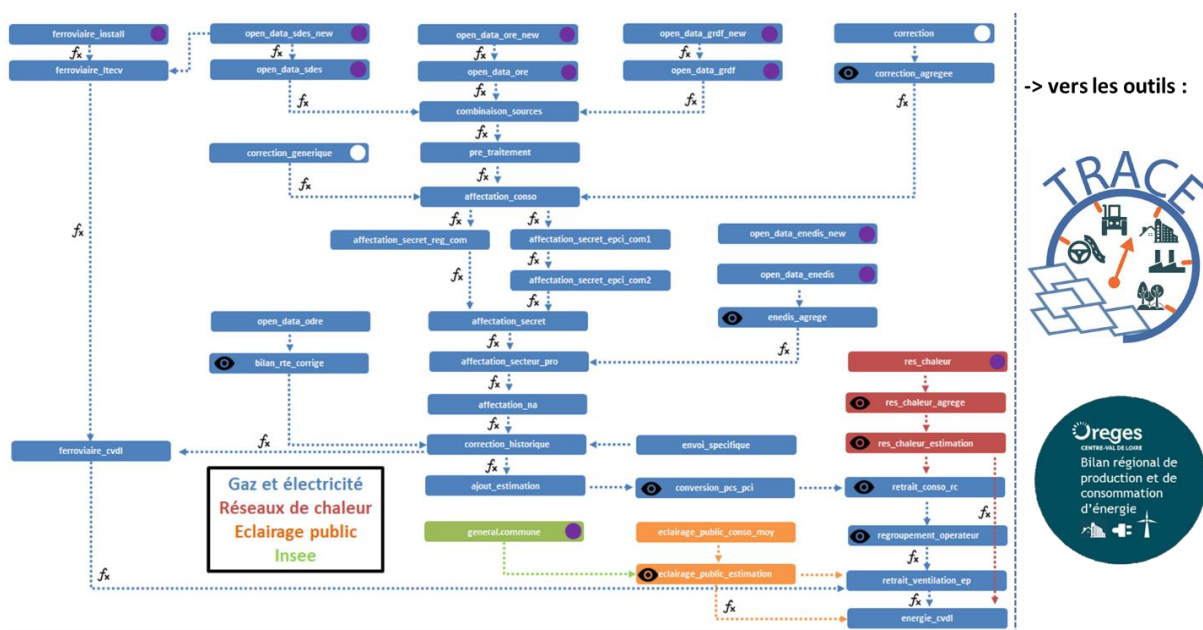 ferroviaire_install
open_data_sdes_new
open_data_ore_new
open_data_grdf_new
correction
fx
fx
fx
fx
ferroviaire_ltecv
open_data_sdes
open_data_ore
open_data_grdf
correction_agregee
-> vers les outils :
fx
fx
fx
fx
combinaison_sources
fx
correction_generique
pre_traitement
fx
fx
affectation_conso
fx
fx
fx
affectation_secret_reg_com
affectation_secret_epci_com1
open_data_enedis_new
fx
fx
affectation_secret_epci_com2
open_data_enedis
fx
open_data_odre
affectation_secret
enedis_agrege
fx
fx
bilan_rte_corrige
affectation_secteur_pro
res_chaleur
fx
affectation_na
res_chaleur_agrege
fx
fx
ferroviaire_cvdl
correction_historique
envoi_specifique
res_chaleur_estimation
fx
ajout_estimation
conversion_pcs_pci
retrait_conso_rc
fx
Gaz et électricité
Réseaux de chaleur
Eclairage public
Insee
general.commune
eclairage_public_conso_moy
regroupement_operateur
fx
fx
eclairage_public_estimation
retrait_ventilation_ep
fx
fx
energie_cvdl
TRACE
Oreges
CENTRE-VAL DE LOIRE
Bilan régional de
production et de
consommation
d'énergie